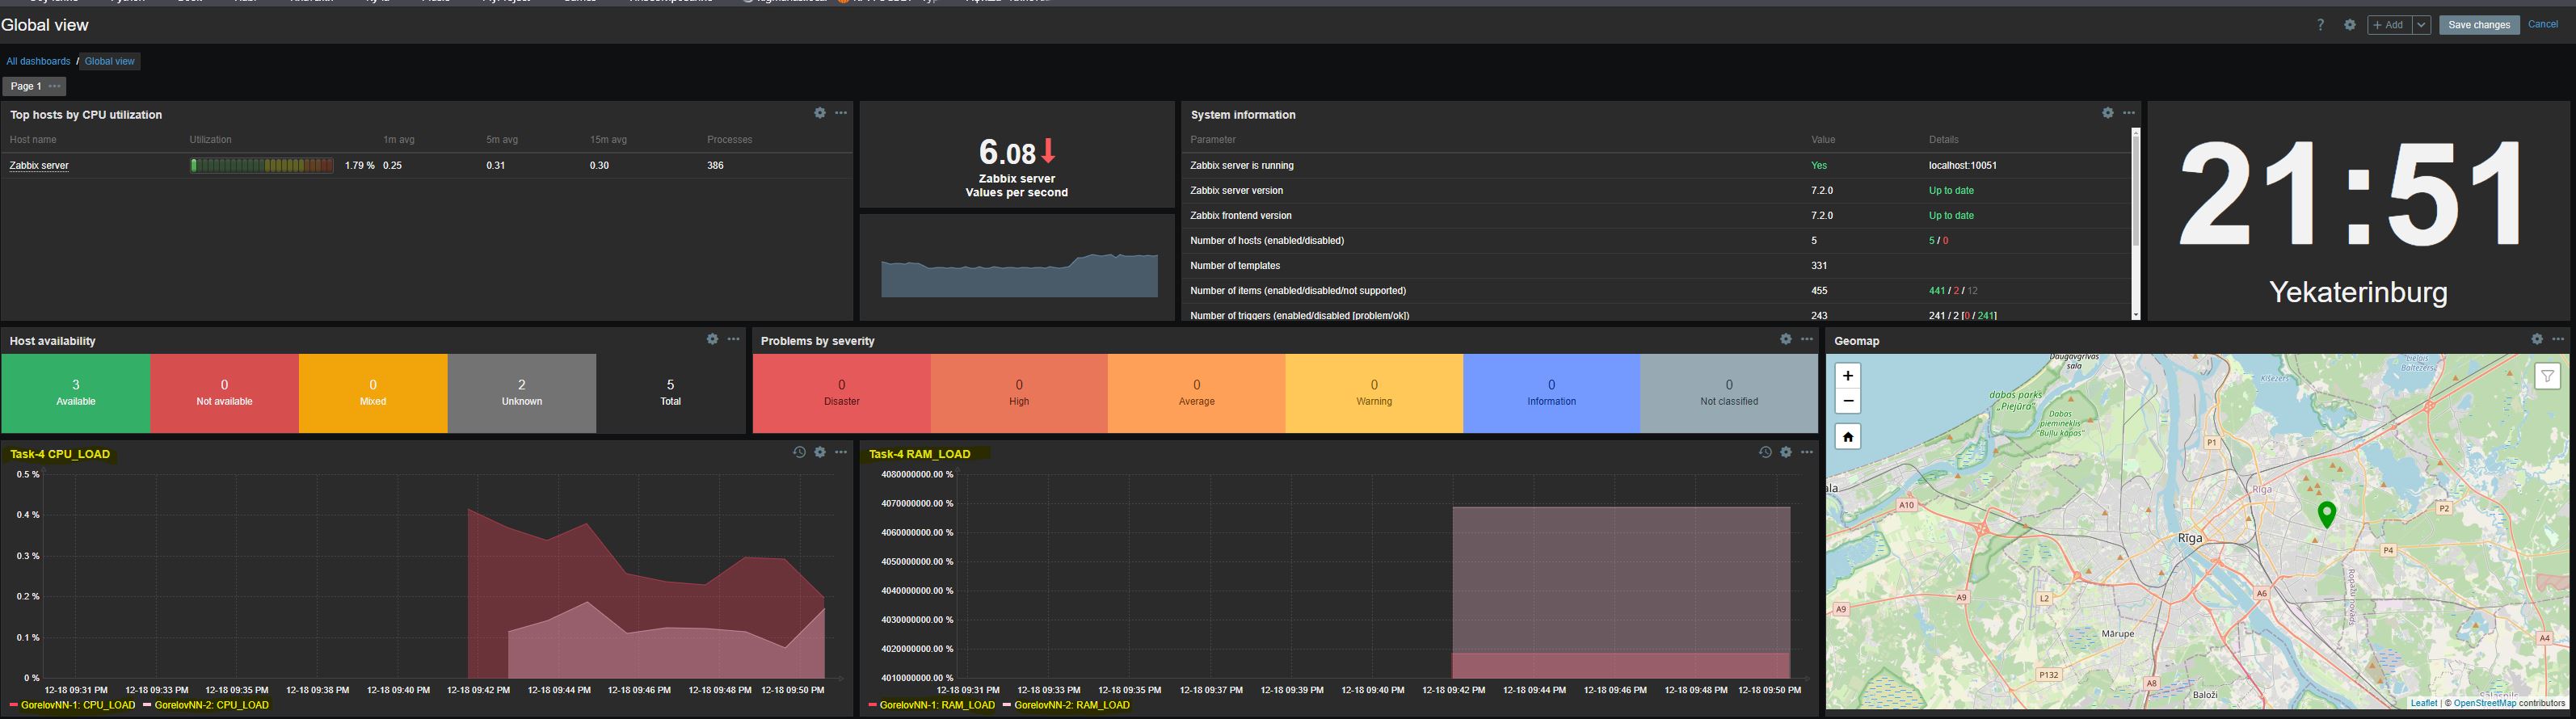 Global view
? + Add Save changes Cancel
All dashboards / Global view
Page 1
Top hosts by CPU utilization
Host name Utilization 1m avg 5m avg 15m avg Processes
Zabbix server 1.79 % 0.25 0.31 0.30 386
6.08
Zabbix server
Values per second
System information
Parameter Value Details
Zabbix server is running Yes localhost:10051
Zabbix server version 7.2.0 Up to date
Zabbix frontend version 7.2.0 Up to date
Number of hosts (enabled/disabled) 5 5 / 0
Number of templates 331
Number of items (enabled/disabled/not supported) 455 441 / 2 / 12
Number of triggers (enabled/disabled [problem/ok]) 243 241 / 2 [0 / 241]
21:51
Yekaterinburg
Host availability
3 0 0 2 5
Available Not available Mixed Unknown Total
Problems by severity
0 0 0 0 0 0
Disaster High Average Warning Information Not classified
Task-4 CPU_LOAD
0.5 %
0.4 %
0.3 %
0.2 %
0.1 %
0 %
12-18 09:31 PM 12-18 09:33 PM 12-18 09:35 PM 12-18 09:38 PM 12-18 09:40 PM 12-18 09:42 PM 12-18 09:44 PM 12-18 09:46 PM 12-18 09:48 PM 12-18 09:50 PM
GorelovNN-1: CPU_LOAD GorelovNN-2: CPU_LOAD
Task-4 RAM_LOAD
4080000000.00 %
4070000000.00 %
4060000000.00 %
4050000000.00 %
4040000000.00 %
4030000000.00 %
4020000000.00 %
4010000000.00 %
12-18 09:31 PM 12-18 09:33 PM 12-18 09:35 PM 12-18 09:37 PM 12-18 09:39 PM 12-18 09:40 PM 12-18 09:42 PM 12-18 09:44 PM 12-18 09:46 PM 12-18 09:48 PM 12-18 09:50 PM
GorelovNN-1: RAM_LOAD GorelovNN-2: RAM_LOAD
Geomap
+
−
Daugavgrīvas
sala
Ķīšezers
dabas parks
"Piejūra"
Dabas
piemineklis
"Buļļu kāpas"
P1
Rīga
A10
P2
Rīga
P4
A9
A9
L2
A6
Mārupe
A4
P132
A8
Baloži
Salaspils
Leaflet | © OpenStreetMap contributors